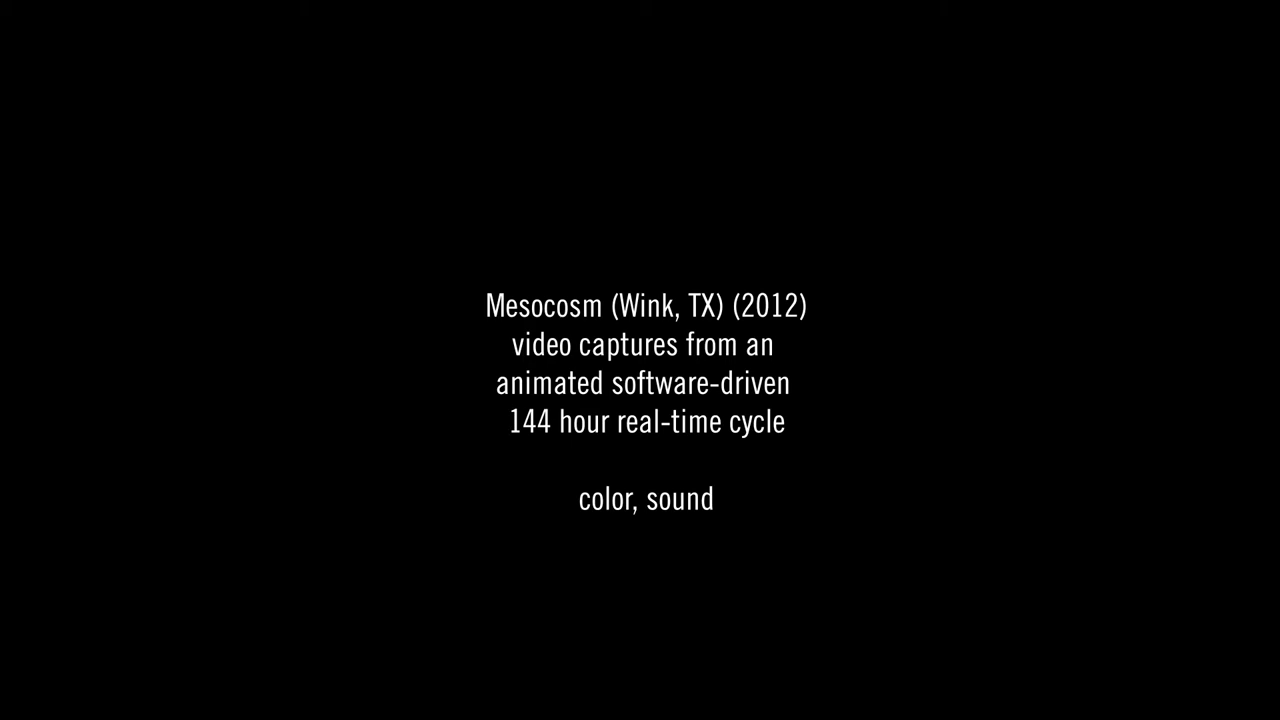 Mesocosm (Wink, TX) (2012)
video captures from an
animated software-driven
144 hour real-time cycle
color, sound